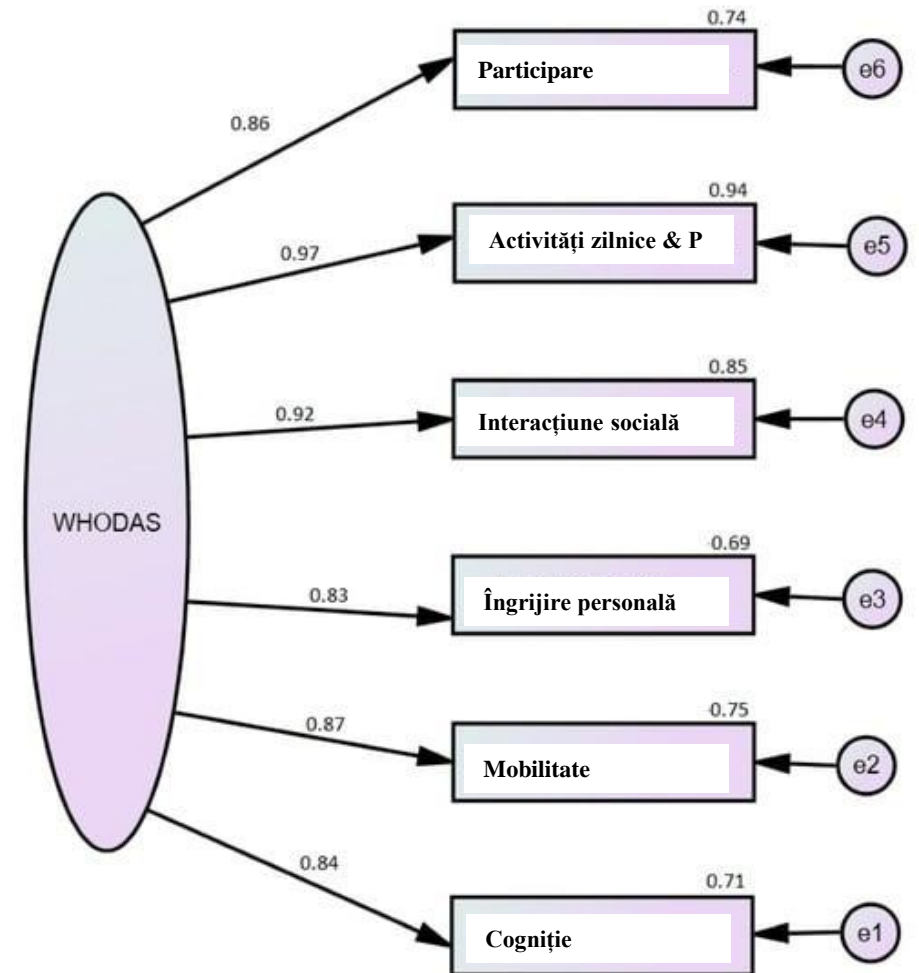 0.74
Participare
e6
0.86
0.94
Activități zilnice & P
e5
0.97
0.85
Interacțiune socială
e4
0.92
WHODAS
0.69
Îngrijire personală
e3
0.83
0.75
Mobilitate
e2
0.87
0.84
0.71
Cogniție
e1